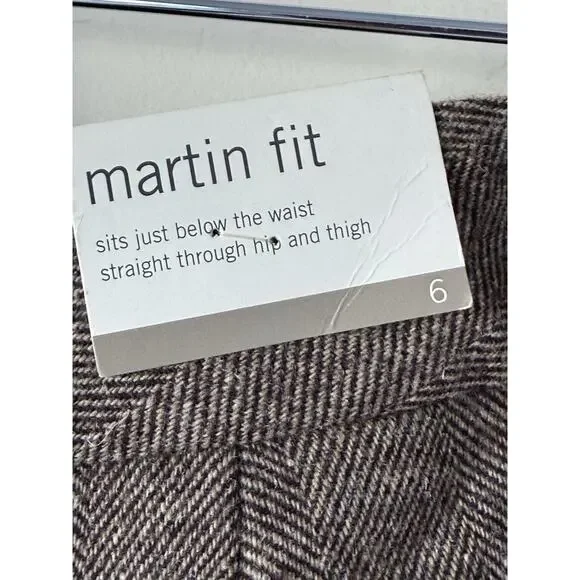 martin fit
sits just below the waist
straight through hip and thigh
6